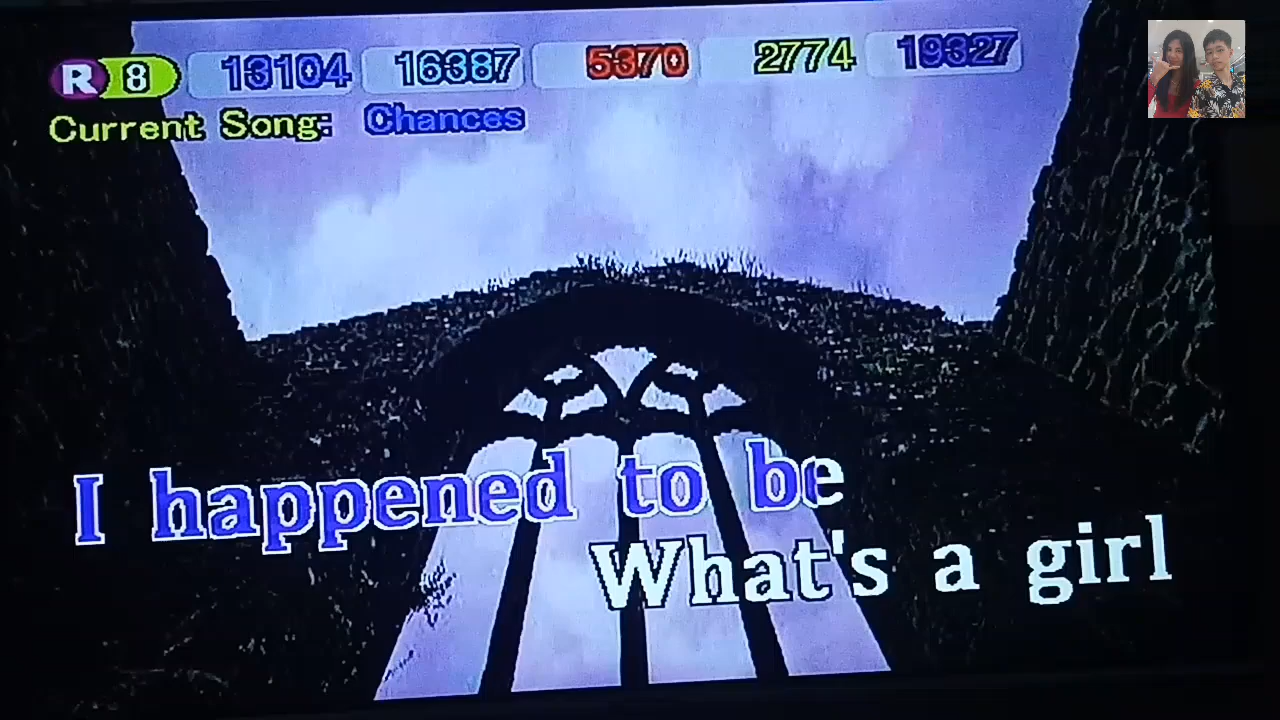 R 8 13104 16387 5370 2774 19327
Current Song: Chances
I happened to be
What's a girl